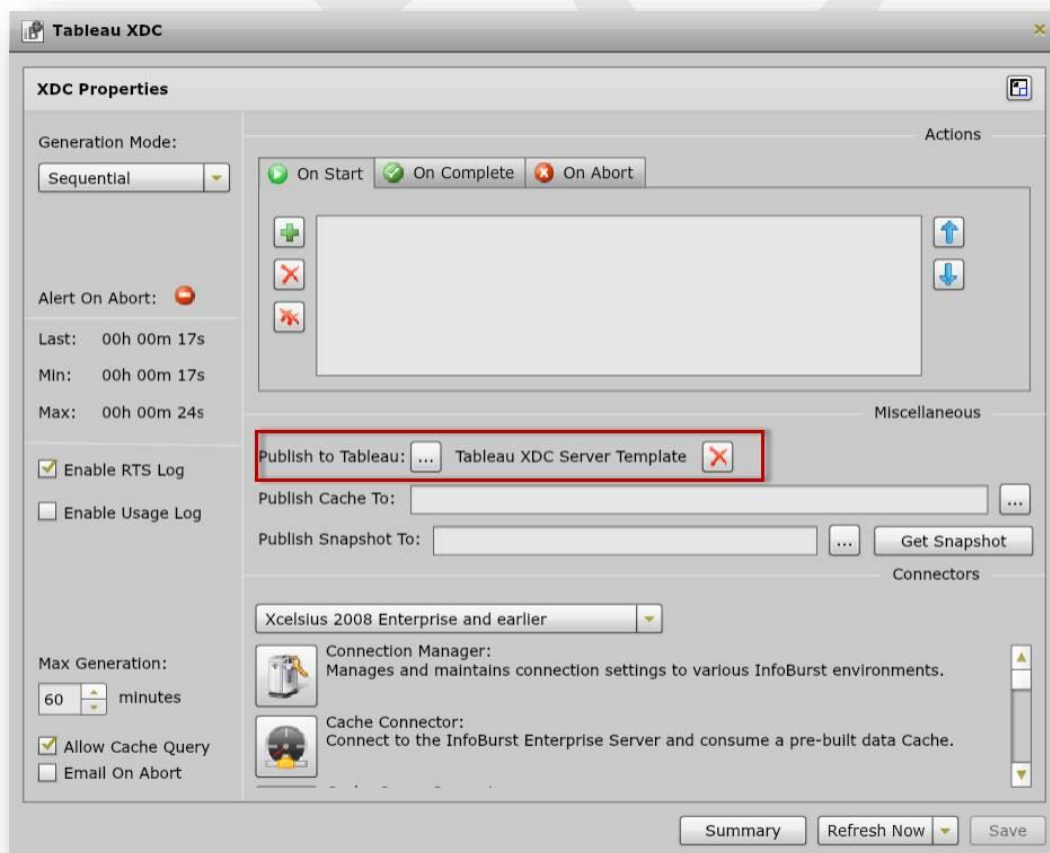 Tableau XDC
XDC Properties
Generation Mode:
Sequential
Alert On Abort:
Last: 00h 00m 17s
Min: 00h 00m 17s
Max: 00h 00m 24s
Enable RTS Log
Enable Usage Log
Max Generation:
60 minutes
Allow Cache Query
Email On Abort
Actions
On Start On Complete On Abort
Miscellaneous
Publish to Tableau: ... Tableau XDC Server Template
Publish Cache To: ...
Publish Snapshot To: ... Get Snapshot
Connectors
Xcelsius 2008 Enterprise and earlier
Connection Manager:
Manages and maintains connection settings to various InfoBurst environments.
Cache Connector:
Connect to the InfoBurst Enterprise Server and consume a pre-built data Cache.
Summary Refresh Now Save